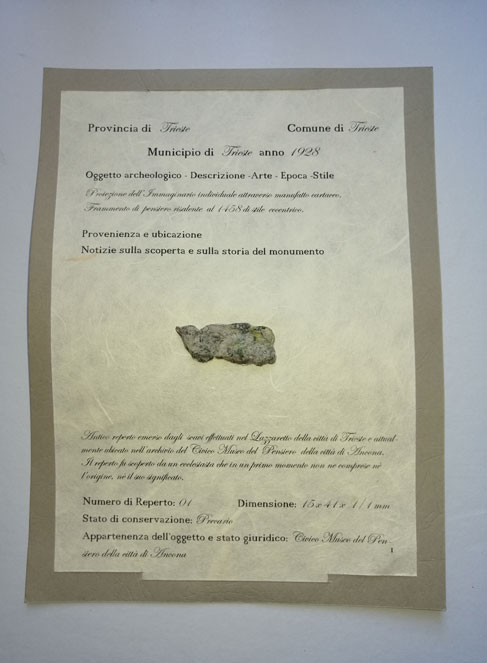 Provincia di Trieste Comune di Trieste
Municipio di Trieste anno 1928
Oggetto archeologico - Descrizione -Arte - Epoca -Stile
Proiezione dell'Immaginario individuale attraverso manufatto cartaceo.
Frammento di pensiero risalente al 1458 di stile eccentrico.
Provenienza e ubicazione
Notizie sulla scoperta e sulla storia del monumento
Antico reperto emerso dagli scavi effettuati nel Lazzaretto della città di Trieste e attual-
mente ubicato nell'archivio del Civico Museo del Pensiero della città di Ancona.
Il reperto fu scoperto da un ecclesiasta che in un primo momento non ne comprese nè
l'origine, ne il suo significato.
Numero di Reperto: 01 Dimensione: 15 x 41 x 1/1 mm
Stato di conservazione: Precario
Appartenenza dell'oggetto e stato giuridico: Civico Museo del Pen
siero della città di Ancona
1